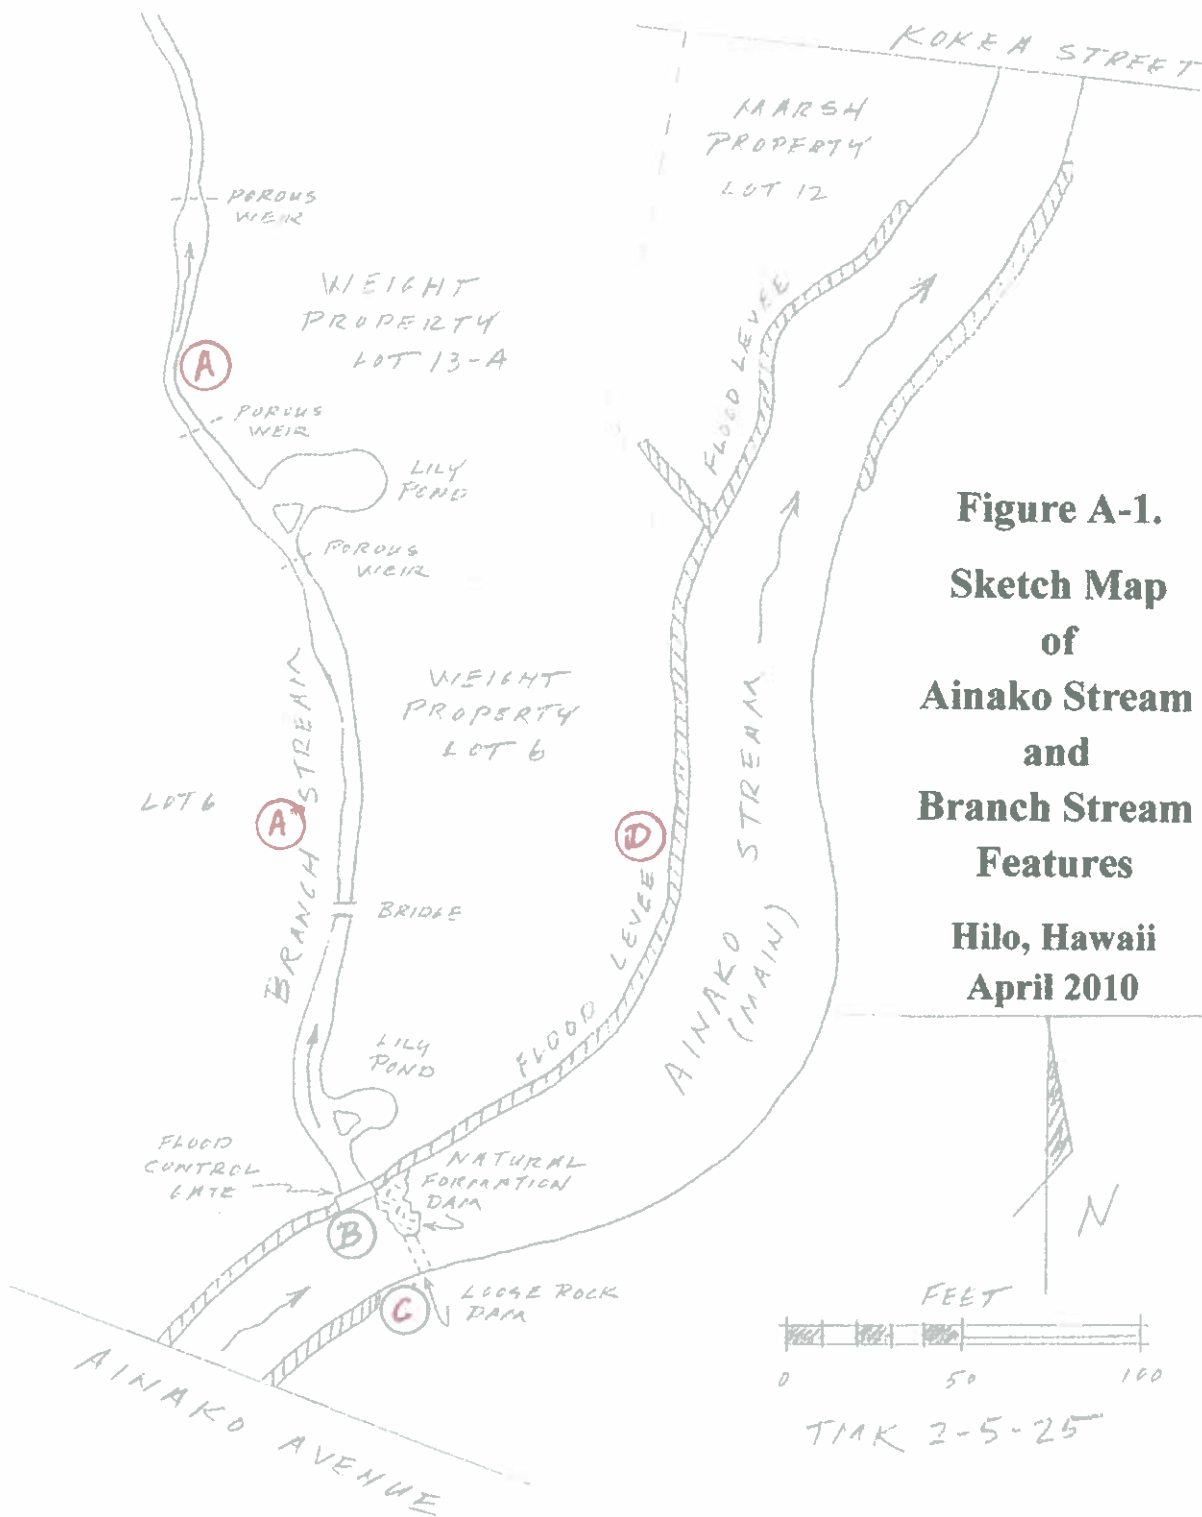 KOKEA STREET
MARSH
PROPERTY
LOT 12
POROUS
WEIR
WEIGHT
PROPERTY
LOT 13-A
A
FLOOD LEVEE
POROUS
WEIR
LILY
POND
POROUS
WEIR
Figure A-1.
Sketch Map
of
Ainako Stream
and
Branch Stream
Features
Hilo, Hawaii
April 2010
WEIGHT
PROPERTY
LOT 6
LOT 6
A
BRANCH STREAM
D
BRIDGE
FLOOD LEVEE
AINAKO STREAM
(MAIN)
LILY
POND
FLOOD
CONTROL
GATE
NATURAL
FORMATION
DAM
B
C
LOOSE ROCK
DAM
N
FEET
0 50 100
TMK 2-5-25
AINAKO AVENUE